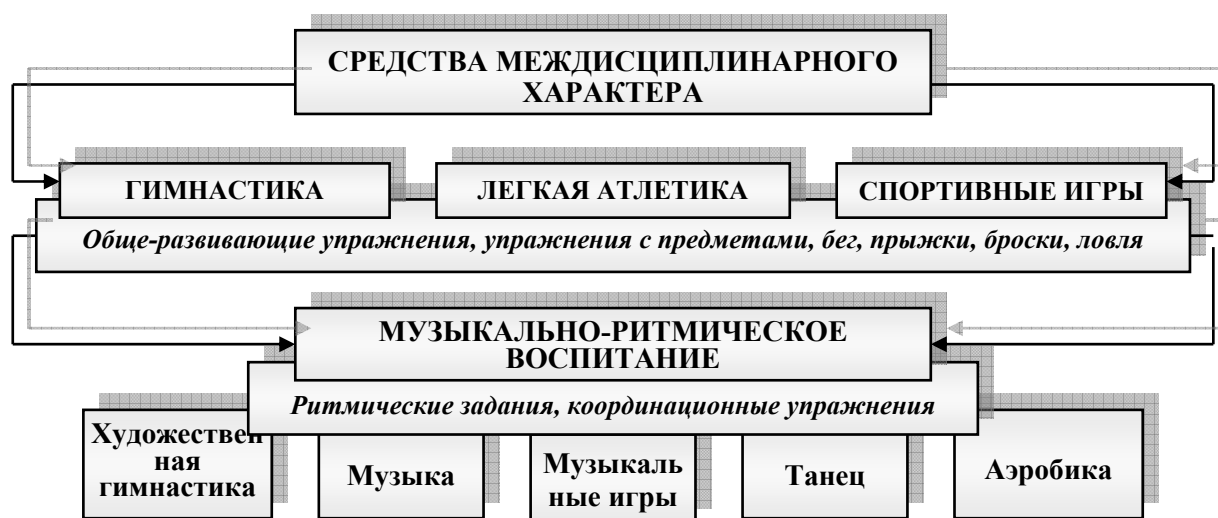 СРЕДСТВА МЕЖДИСЦИПЛИНАРНОГО
ХАРАКТЕРА
ГИМНАСТИКА
ЛЕГКАЯ АТЛЕТИКА
СПОРТИВНЫЕ ИГРЫ
Обще-развивающие упражнения, упражнения с предметами, бег, прыжки, броски, ловля
МУЗЫКАЛЬНО-РИТМИЧЕСКОЕ
ВОСПИТАНИЕ
Ритмические задания, координационные упражнения
Художествен
ная
гимнастика
Музыка
Музыкаль
ные игры
Танец
Аэробика